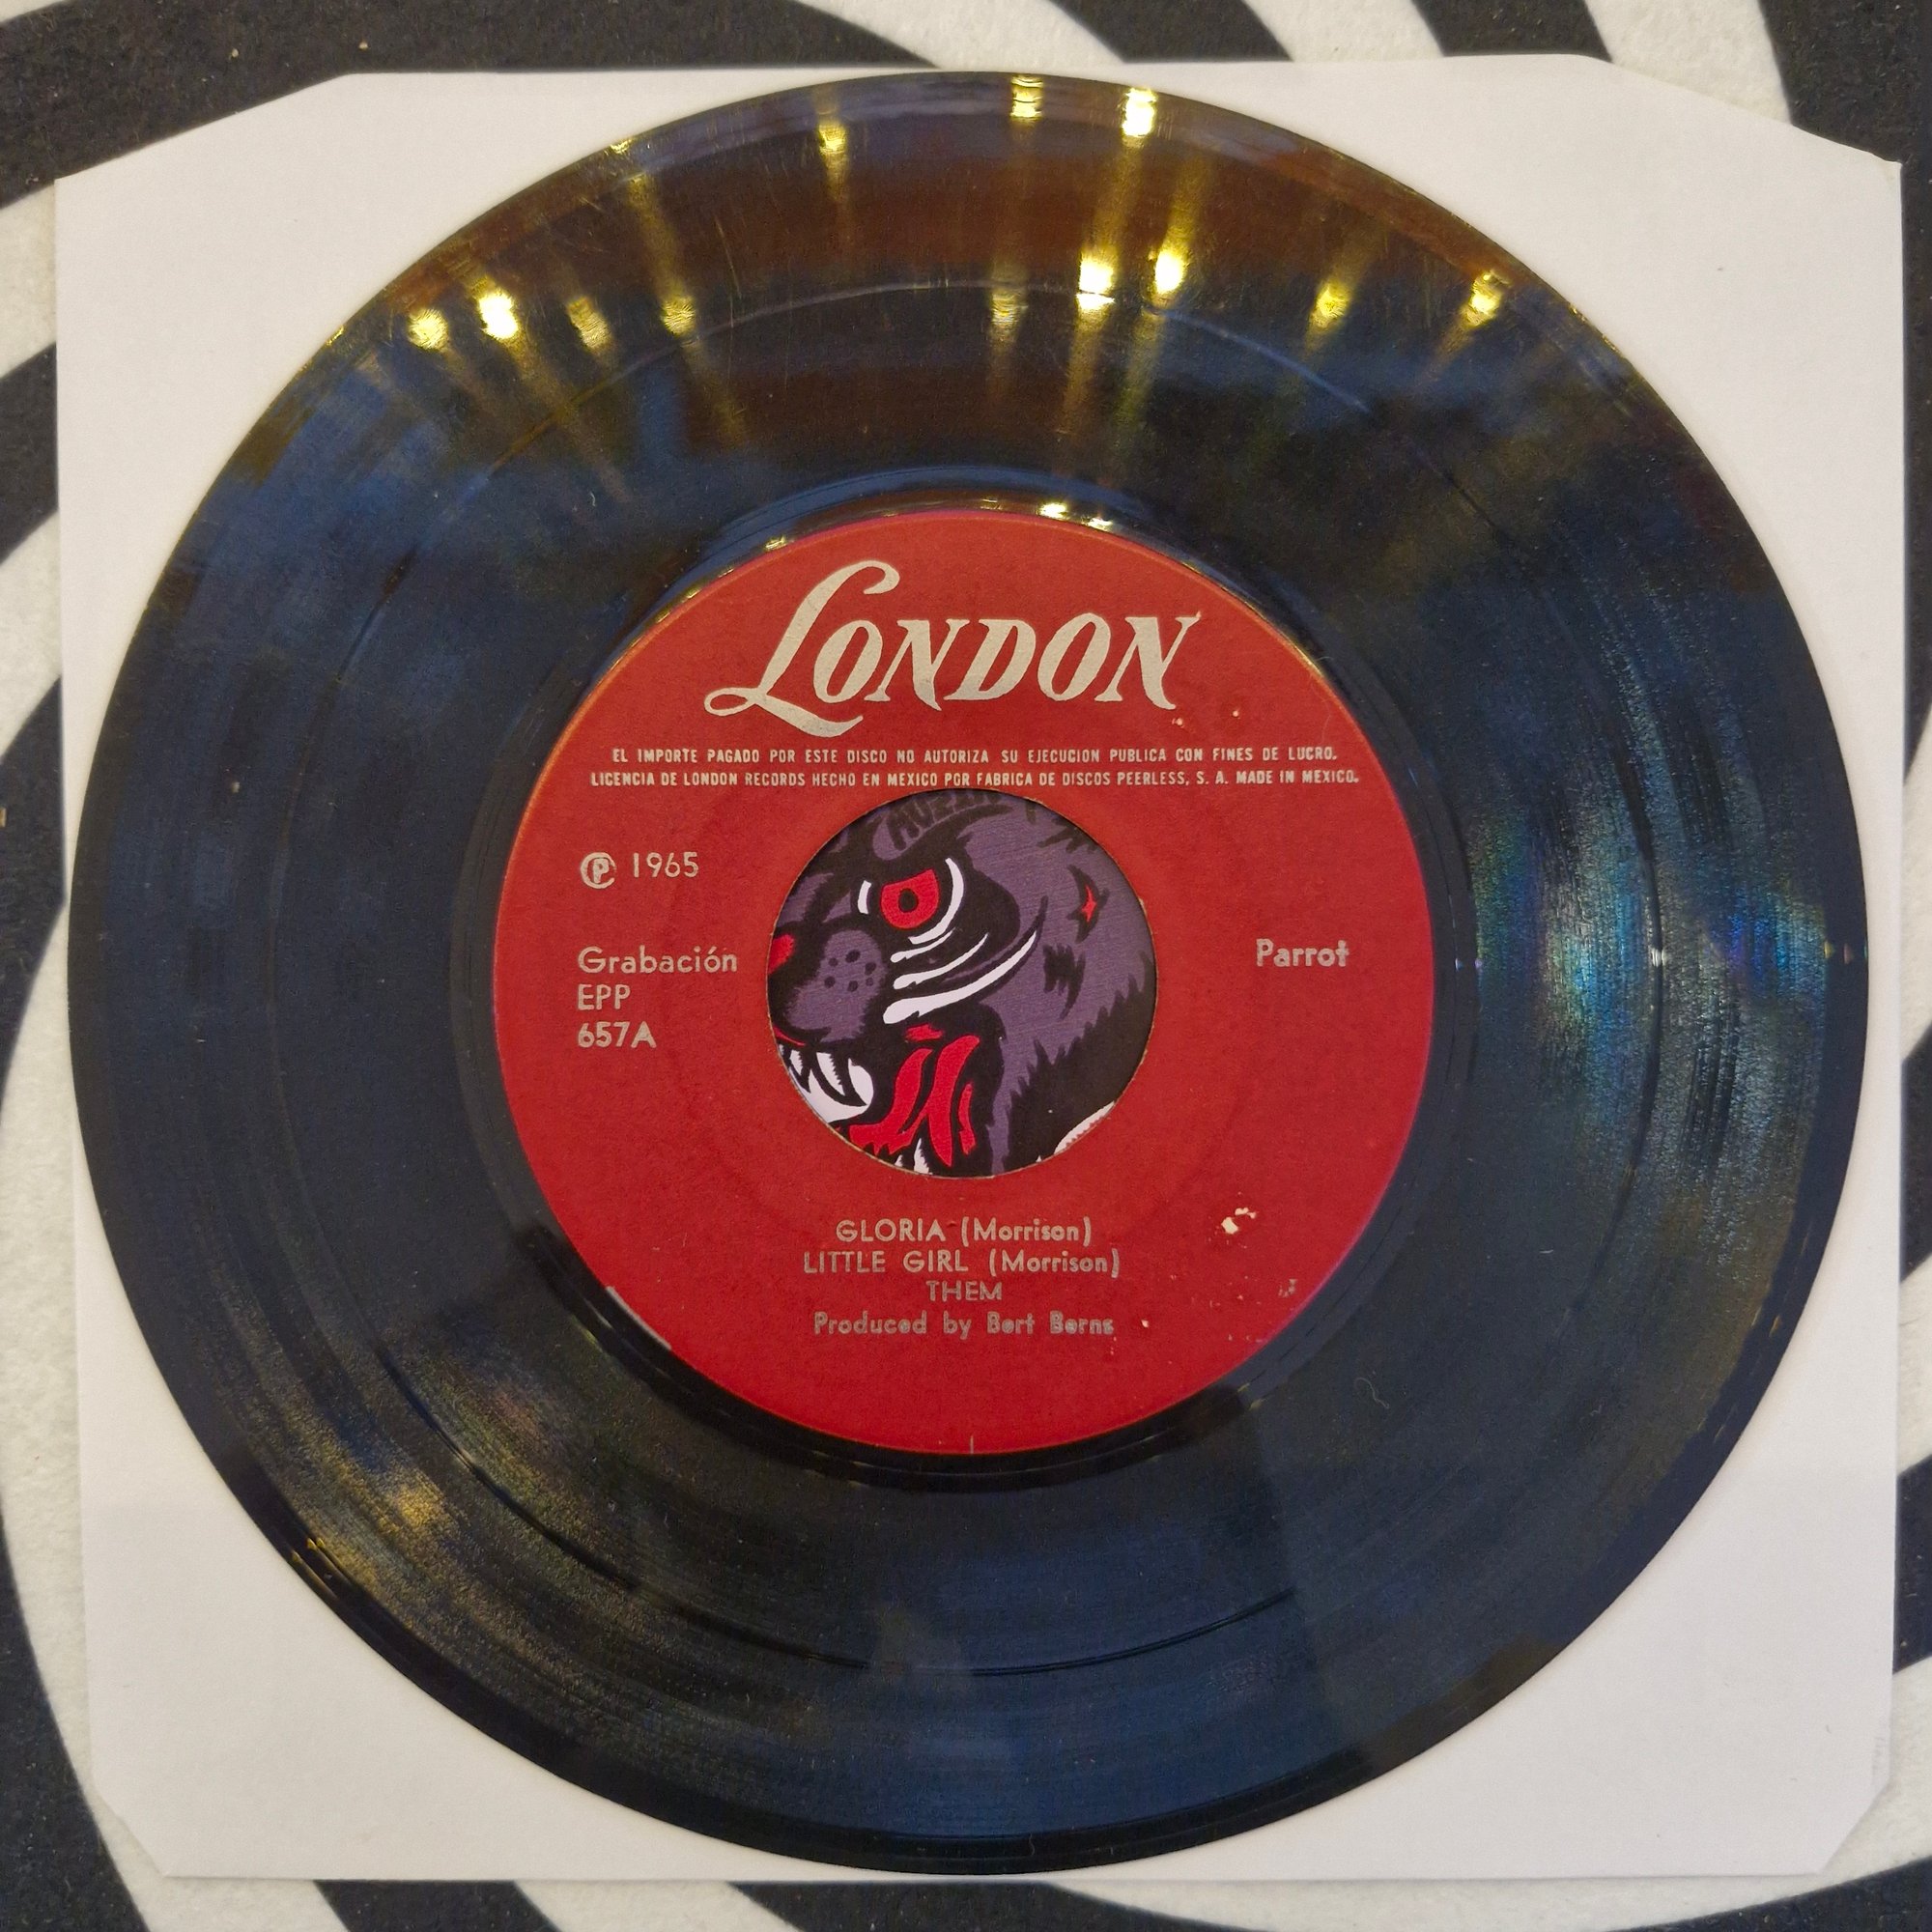 LONDON
EL IMPORTE PAGADO POR ESTE DISCO NO AUTORIZA SU EJECUCION PUBLICA CON FINES DE LUCRO.
LICENCIA DE LONDON RECORDS HECHO EN MEXICO POR FABRICA DE DISCOS PEERLESS, S. A. MADE IN MEXICO.
Ⓟ 1965
Grabación
EPP
657A
Parrot
GLORIA (Morrison)
LITTLE GIRL (Morrison)
THEM
Produced by Bert Berns